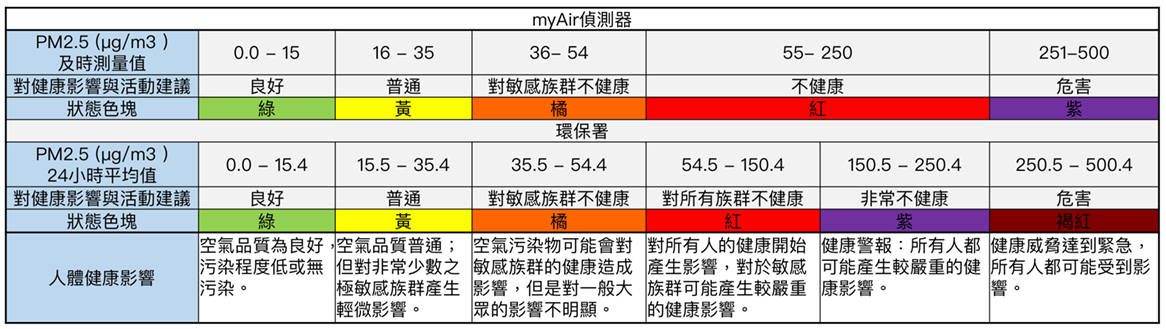 myAir偵測器
PM2.5 (μg/m3 )
及時測量值
0.0 – 15
16 – 35
36– 54
55– 250
251–500
對健康影響與活動建議
良好
普通
對敏感族群不健康
不健康
危害
狀態色塊
綠
黃
橘
紅
紫
環保署
PM2.5 (μg/m3 )
24小時平均值
0.0 – 15.4
15.5 – 35.4
35.5 – 54.4
54.5 – 150.4
150.5 – 250.4
250.5 – 500.4
對健康影響與活動建議
良好
普通
對敏感族群不健康
對所有族群不健康
非常不健康
危害
狀態色塊
綠
黃
橘
紅
紫
褐紅
人體健康影響
空氣品質為良好，
污染程度低或無
污染。
空氣品質普通；
但對非常少數之
極敏感族群產生
輕微影響。
空氣污染物可能會對
敏感族群的健康造成
影響，但是對一般大
眾的影響不明顯。
對所有人的健康開始
產生影響，對於敏感
族群可能產生較嚴重
的健康影響。
健康警報：所有人都
可能產生較嚴重的健
康影響。
健康威脅達到緊急，
所有人都可能受到影
響。